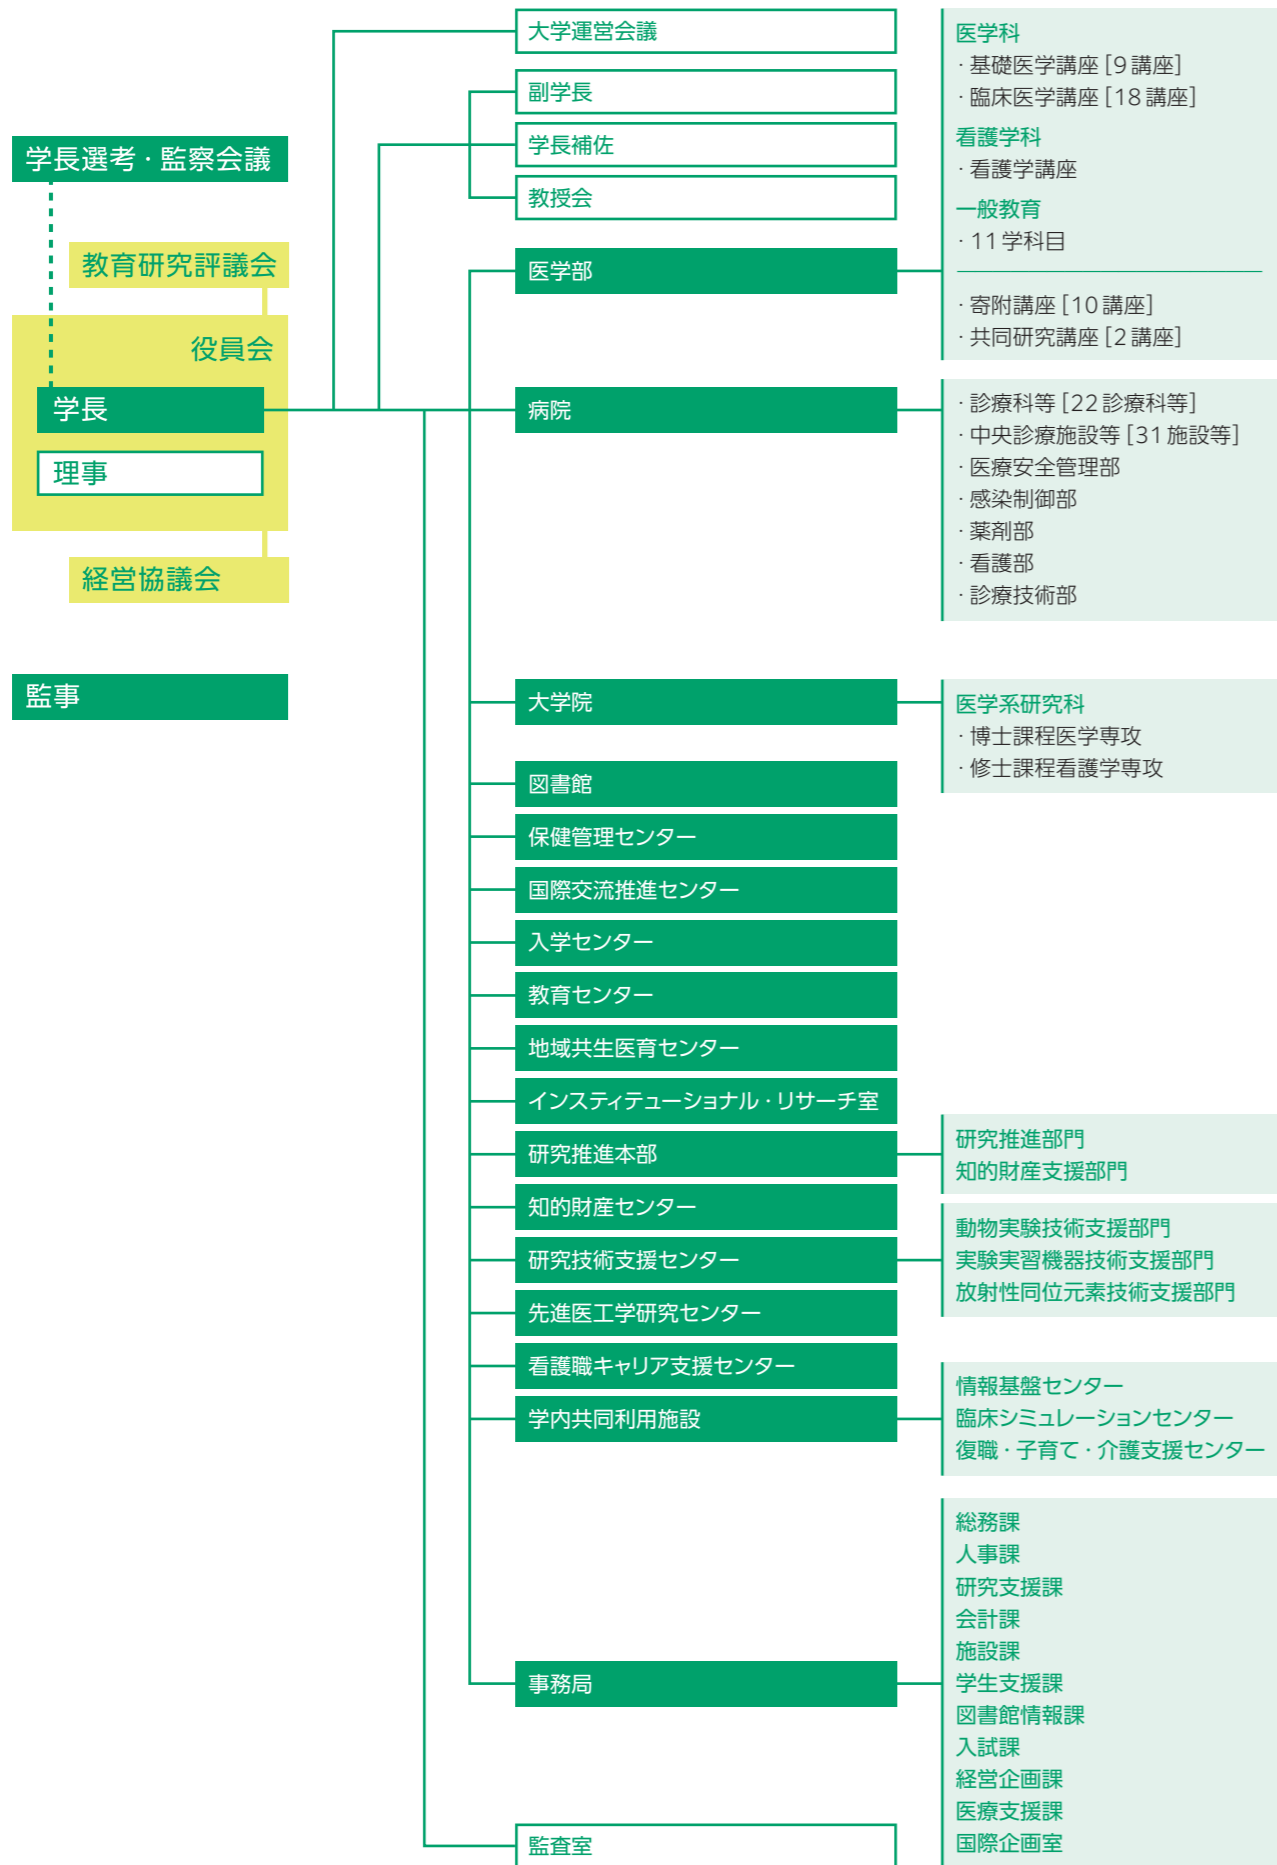 学長選考・監察会議
教育研究評議会
役員会
学長
理事
経営協議会
監事
大学運営会議
副学長
学長補佐
教授会
医学部
医学科
・基礎医学講座[9講座]
・臨床医学講座[18講座]
看護学科
・看護学講座
一般教育
・11学科目
・寄附講座[10講座]
・共同研究講座[2講座]
病院
・診療科等[22診療科等]
・中央診療施設等[31施設等]
・医療安全管理部
・感染制御部
・薬剤部
・看護部
・診療技術部
大学院
医学系研究科
・博士課程医学専攻
・修士課程看護学専攻
図書館
保健管理センター
国際交流推進センター
入学センター
教育センター
地域共生医育センター
インスティテューショナル・リサーチ室
研究推進本部
研究推進部門
知的財産支援部門
知的財産センター
研究技術支援センター
動物実験技術支援部門
実験実習機器技術支援部門
放射性同位元素技術支援部門
先進医工学研究センター
看護職キャリア支援センター
学内共同利用施設
情報基盤センター
臨床シミュレーションセンター
復職・子育て・介護支援センター
事務局
総務課
人事課
研究支援課
会計課
施設課
学生支援課
図書館情報課
入試課
経営企画課
医療支援課
国際企画室
監査室